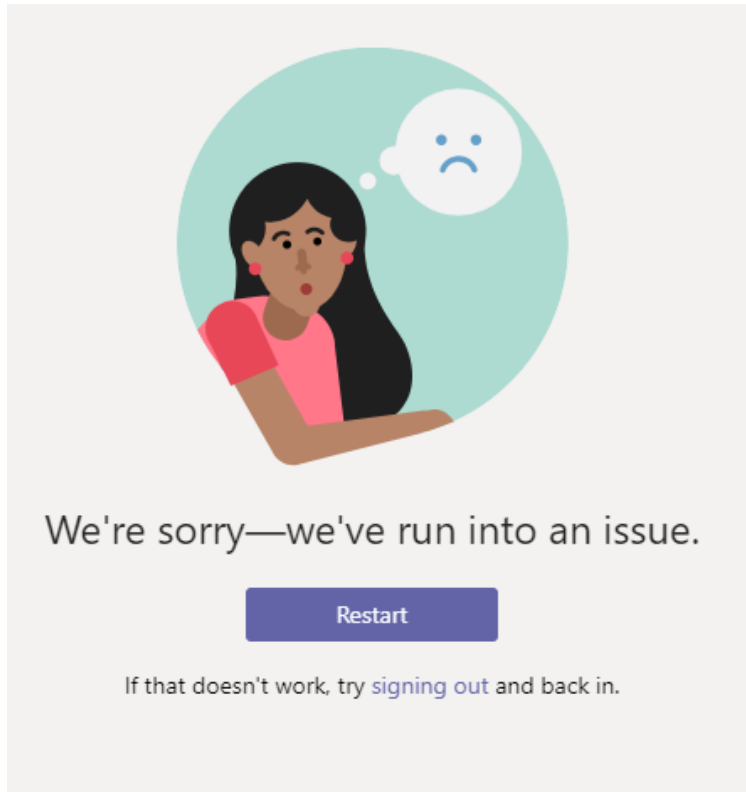 We're sorry—we've run into an issue.
Restart
If that doesn't work, try signing out and back in.